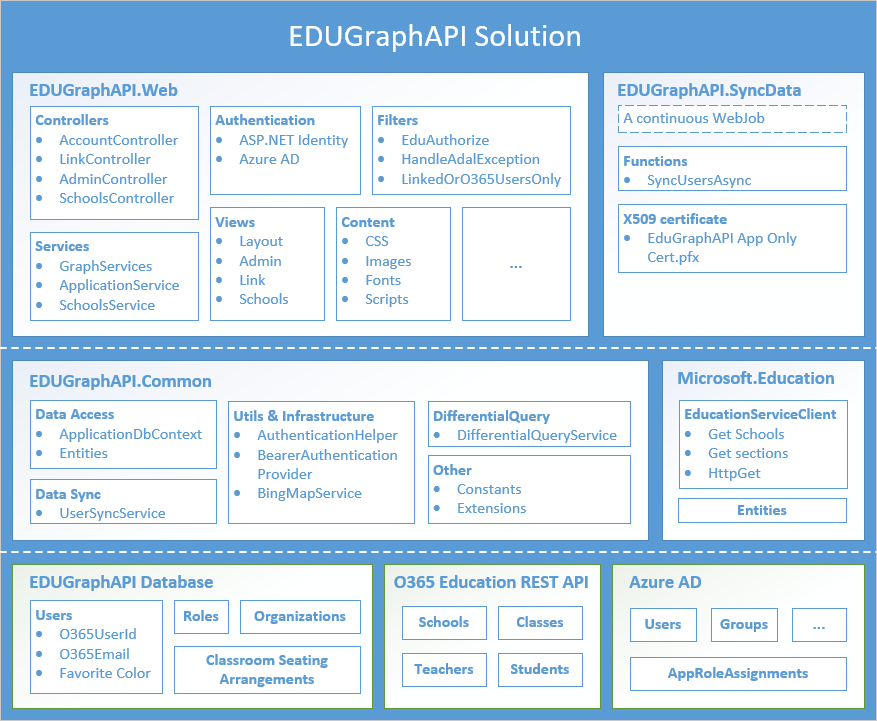 EDUGraphAPI Solution
EDUGraphAPI.Web
Controllers
• AccountController
• LinkController
• AdminController
• SchoolsController
Services
• GraphServices
• ApplicationService
• SchoolsService
Authentication
• ASP.NET Identity
• Azure AD
Filters
• EduAuthorize
• HandleAdalException
• LinkedOrO365UsersOnly
Views
• Layout
• Admin
• Link
• Schools
Content
• CSS
• Images
• Fonts
• Scripts
...
EDUGraphAPI.SyncData
A continuous WebJob
Functions
• SyncUsersAsync
X509 certificate
• EduGraphAPI App Only
Cert.pfx
EDUGraphAPI.Common
Data Access
• ApplicationDbContext
• Entities
Data Sync
• UserSyncService
Utils & Infrastructure
• AuthenticationHelper
• BearerAuthentication
Provider
• BingMapService
DifferentialQuery
• DifferentialQueryService
Other
• Constants
• Extensions
Microsoft.Education
EducationServiceClient
• Get Schools
• Get sections
• HttpGet
Entities
EDUGraphAPI Database
Users
• O365UserId
• O365Email
• Favorite Color
Roles
Organizations
Classroom Seating
Arrangements
O365 Education REST API
Schools
Classes
Teachers
Students
Azure AD
Users
Groups
...
AppRoleAssignments